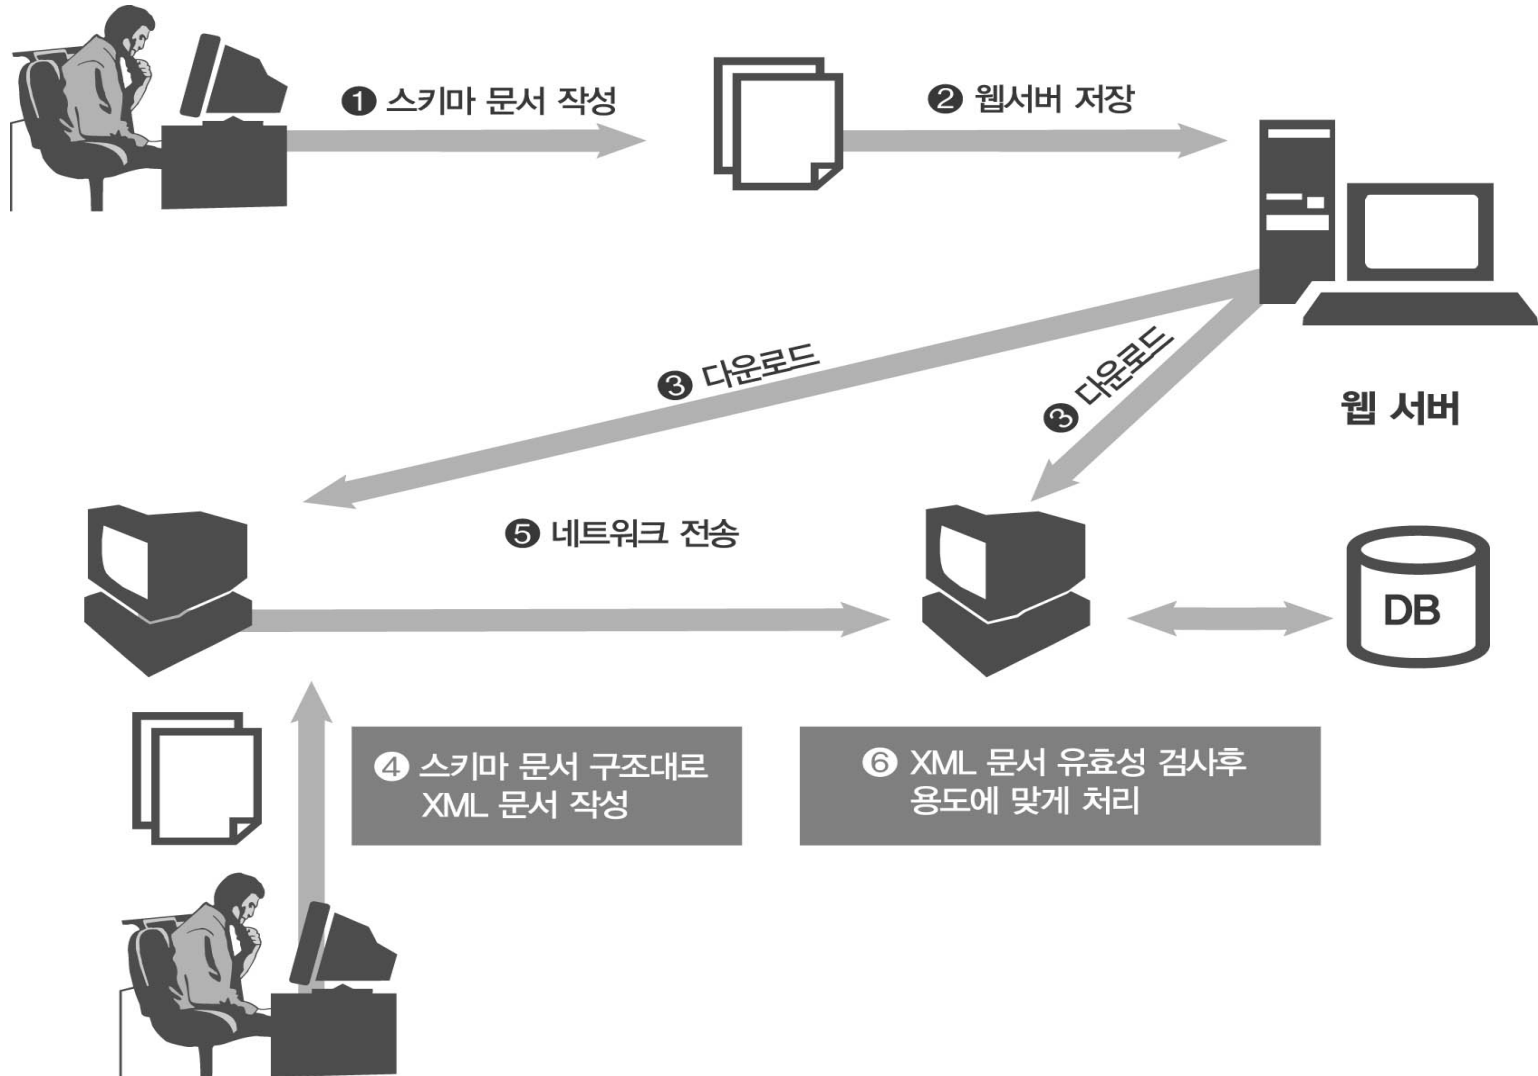 ❶ 스키마 문서 작성
❷ 웹서버 저장
❸ 다운로드
❸ 다운로드
웹 서버
❺ 네트워크 전송
DB
❹ 스키마 문서 구조대로
XML 문서 작성
❻ XML 문서 유효성 검사후
용도에 맞게 처리